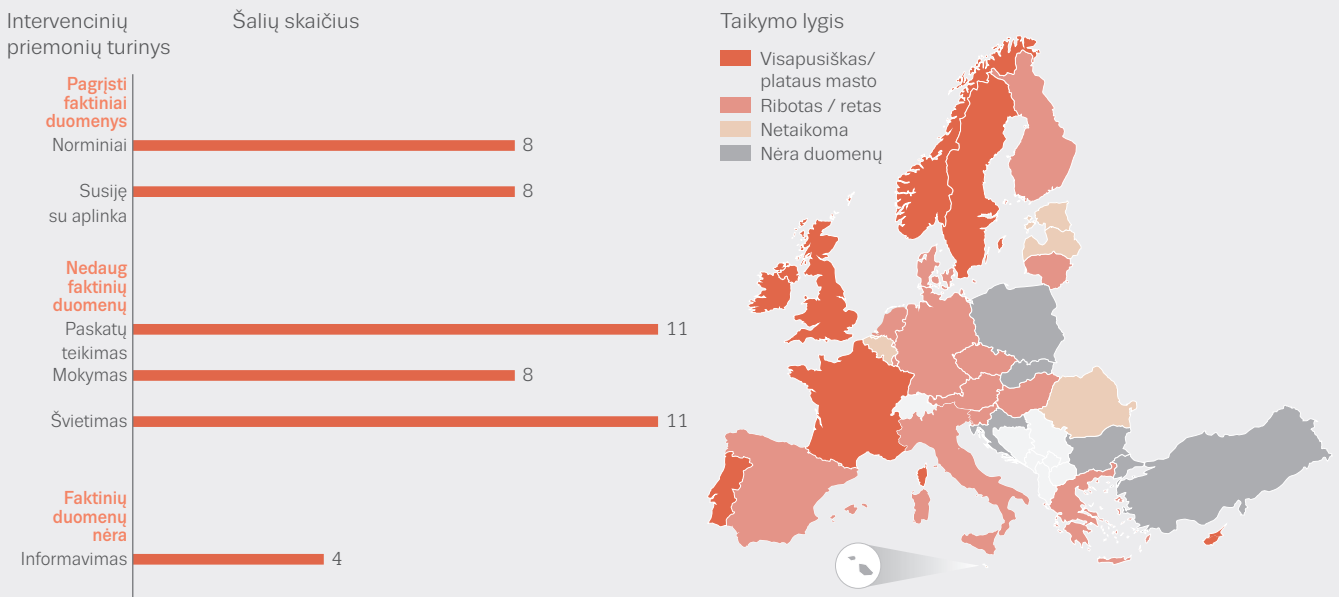 Intervencinių
priemonių turinys
Šalių skaičius
Pagrįsti
faktiniai
duomenys
Norminiai
8
Susiję
su aplinka
8
Nedaug
faktinių
duomenų
Paskatų
teikimas
11
Mokymas
8
Švietimas
11
Faktinių
duomenų
nėra
Informavimas
4
Taikymo lygis
Visapusiškas/
plataus masto
Ribotas / retas
Netaikoma
Nėra duomenų